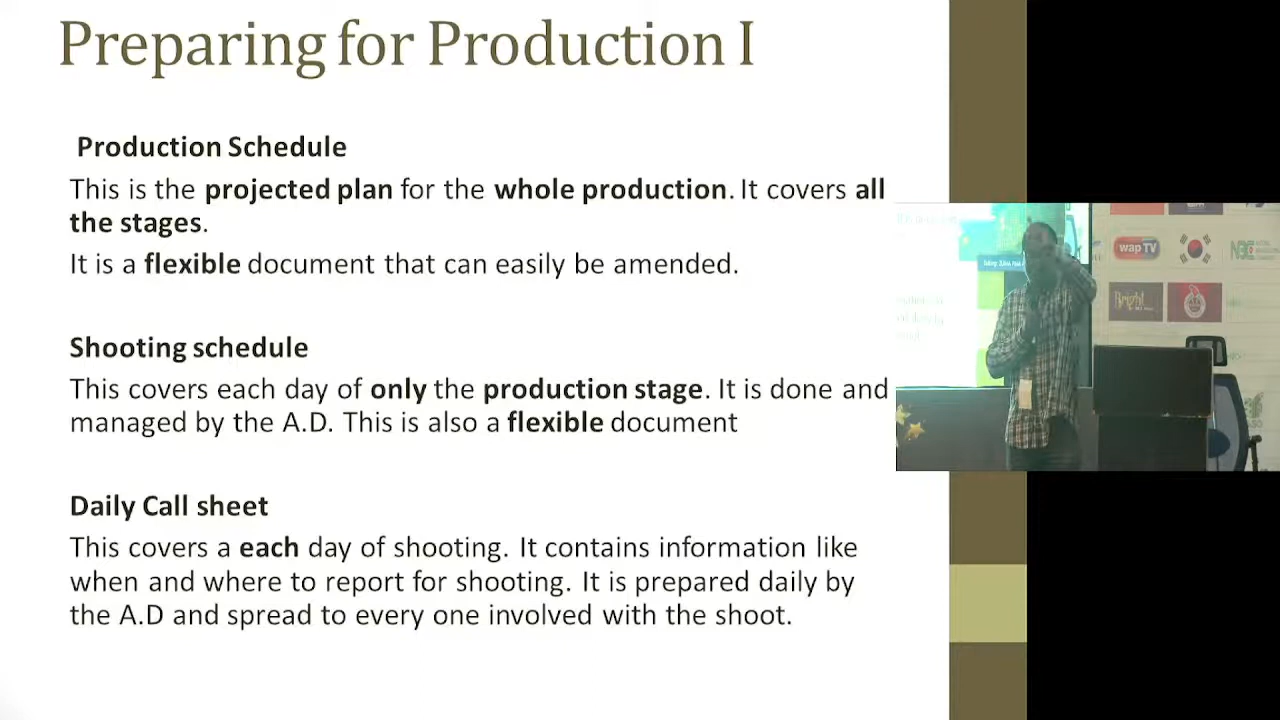 Preparing for Production I
Production Schedule
This is the projected plan for the whole production. It covers all
the stages.
It is a flexible document that can easily be amended.
Shooting schedule
This covers each day of only the production stage. It is done and
managed by the A.D. This is also a flexible document
Daily Call sheet
This covers a each day of shooting. It contains information like
when and where to report for shooting. It is prepared daily by
the A.D and spread to every one involved with the shoot.
wapTV
Bright